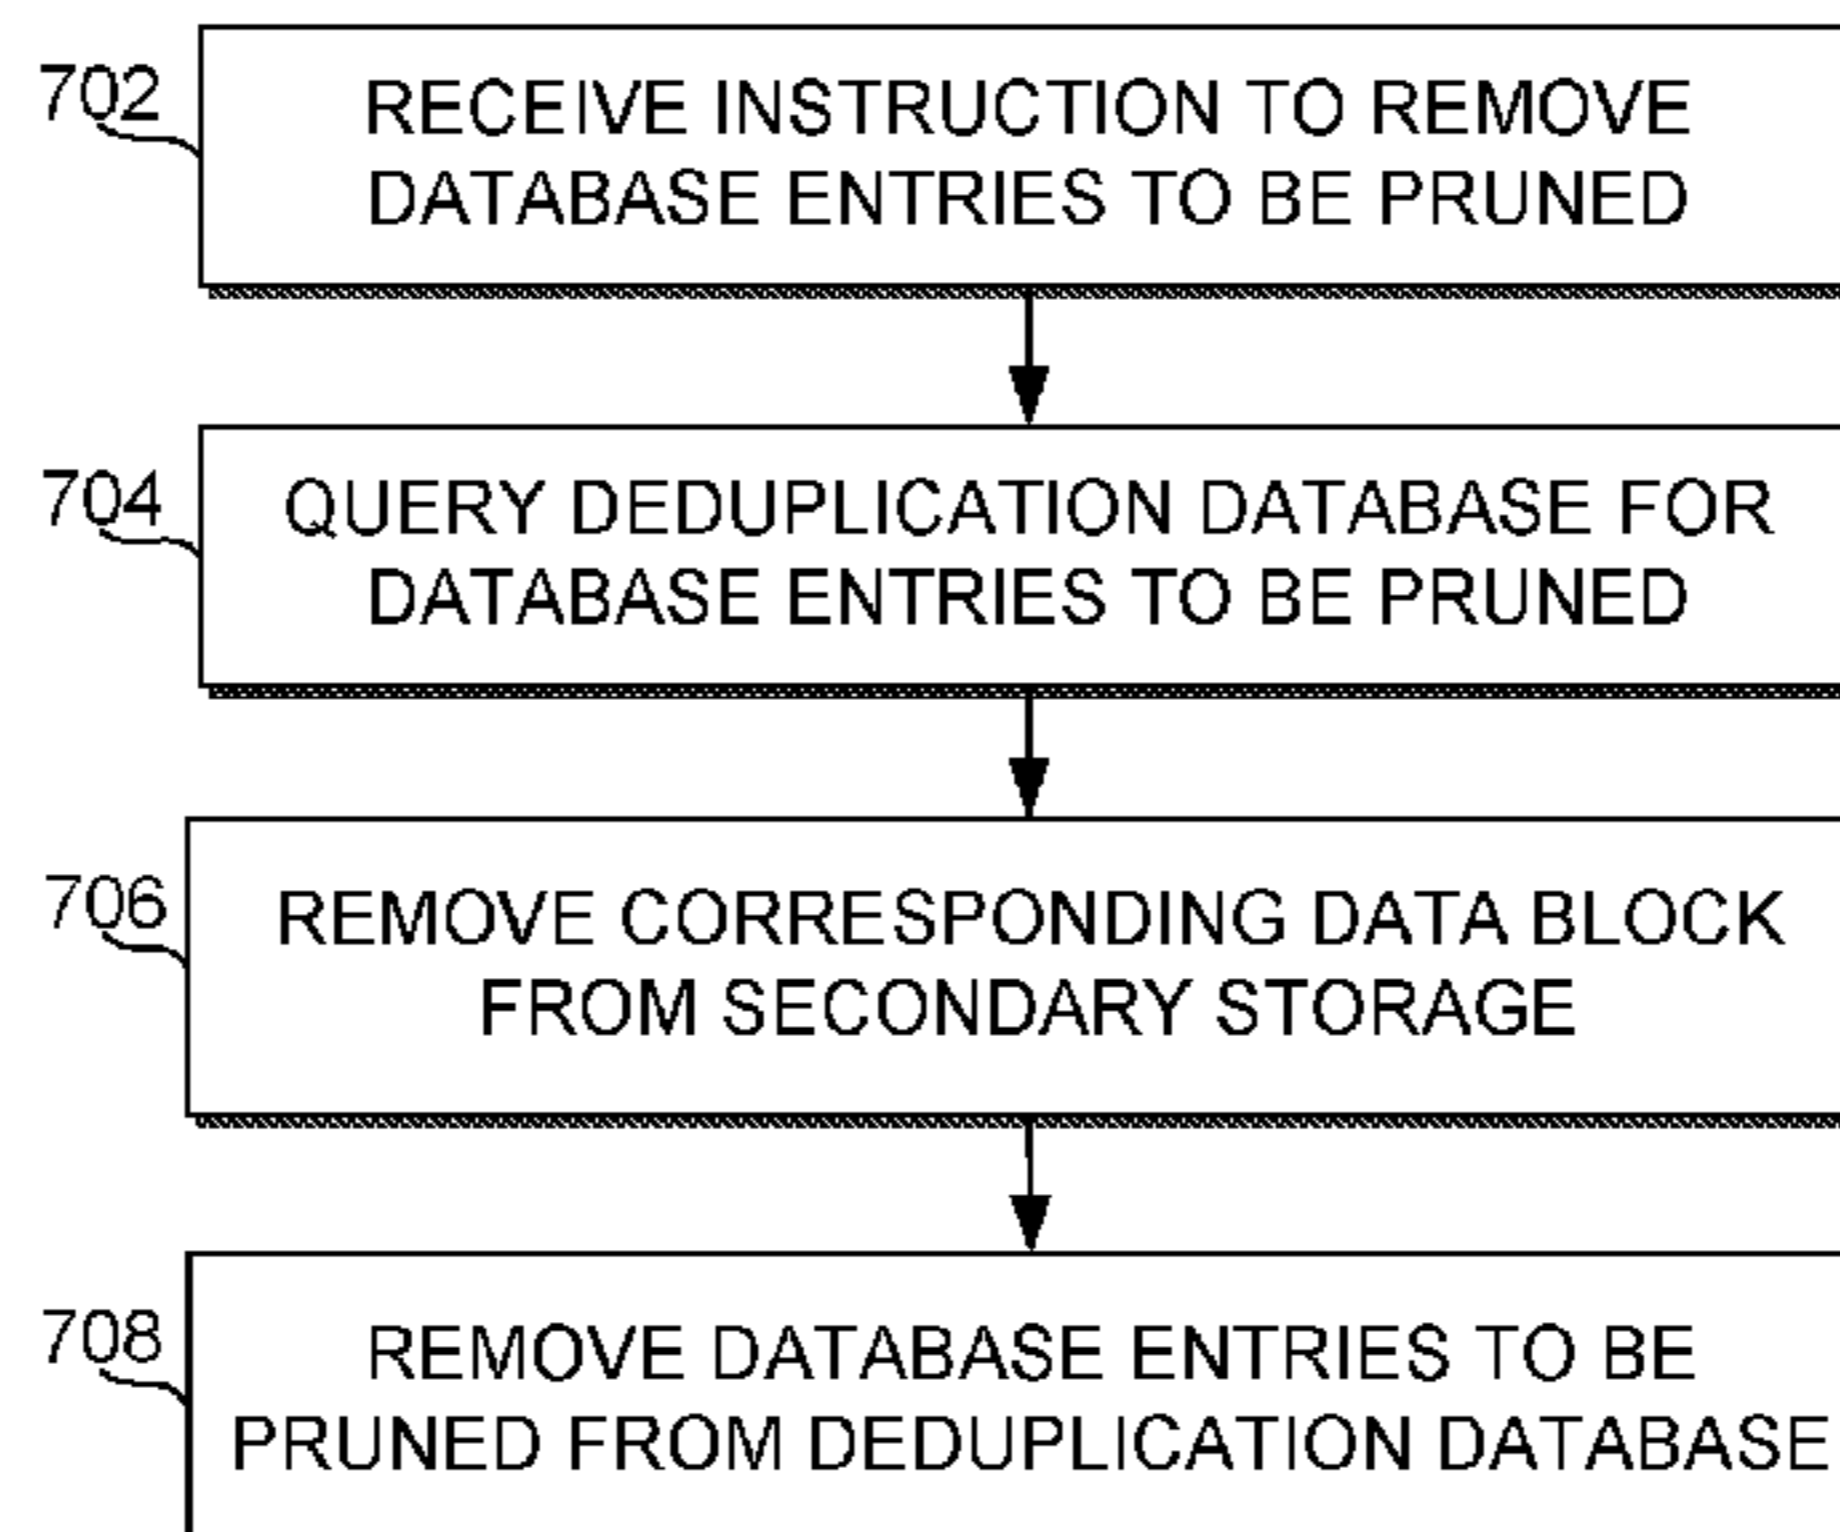 702
RECEIVE INSTRUCTION TO REMOVE
DATABASE ENTRIES TO BE PRUNED
704
QUERY DEDUPLICATION DATABASE FOR
DATABASE ENTRIES TO BE PRUNED
706
REMOVE CORRESPONDING DATA BLOCK
FROM SECONDARY STORAGE
708
REMOVE DATABASE ENTRIES TO BE
PRUNED FROM DEDUPLICATION DATABASE